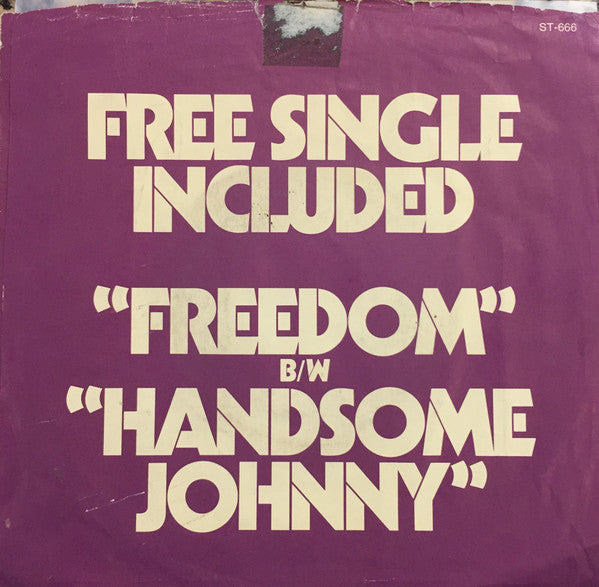 ST-666
FREE SINGLE
INCLUDED
"FREEDOM"
B/W
"HANDSOME
JOHNNY"